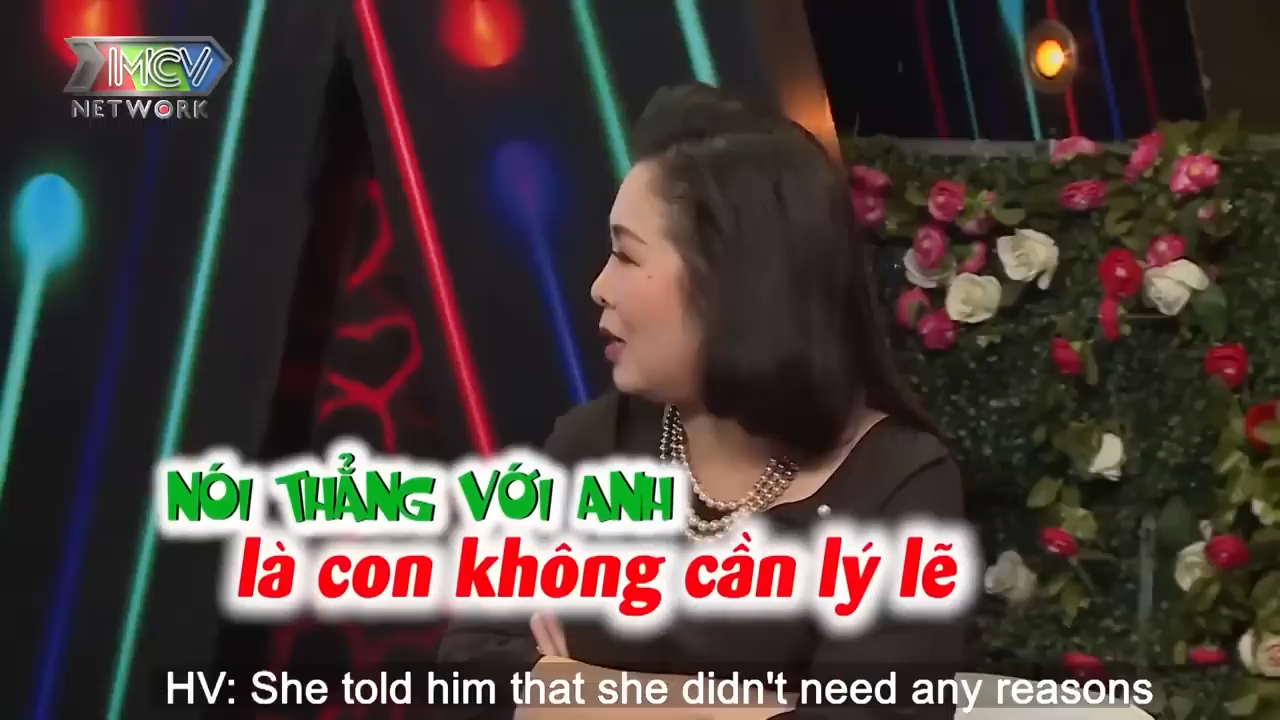 MCV
NETWORK
NÓI THẲNG VỚI ANH
là con không cần lý lẽ
HV: She told him that she didn't need any reasons